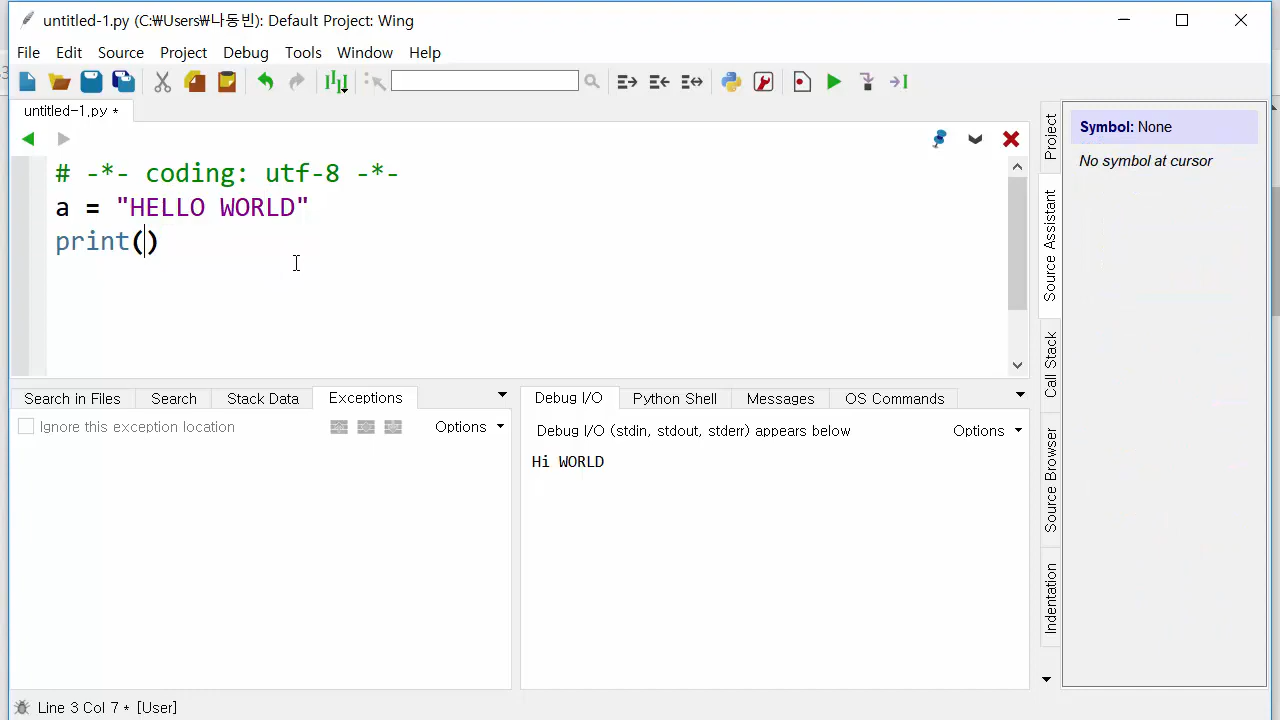 untitled-1.py (C:₩Users₩나동빈): Default Project: Wing
File Edit Source Project Debug Tools Window Help
untitled-1.py *
# -*- coding: utf-8 -*-
a = "HELLO WORLD"
print()
Project
Source Assistant
Call Stack
Source Browser
Indentation
Symbol: None
No symbol at cursor
Search in Files Search Stack Data Exceptions
Ignore this exception location Options
Debug I/O Python Shell Messages OS Commands
Debug I/O (stdin, stdout, stderr) appears below Options
Hi WORLD
Line 3 Col 7 * [User]